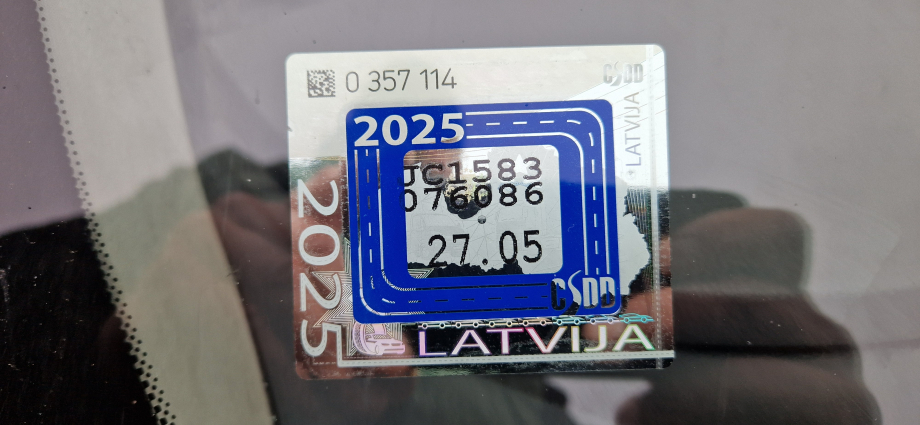 0 357 114
CSDD
LATVIJA
2025
JC1583
076086
27.05
2025
CSDD
LATVIJA